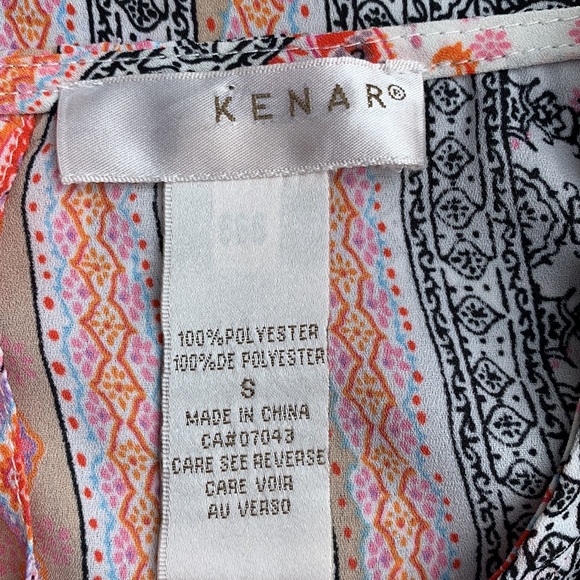 KENAR®
100%POLYESTER
100%DE POLYESTER
S
MADE IN CHINA
CA#07043
CARE SEE REVERSE
CARE VOIR
AU VERSO